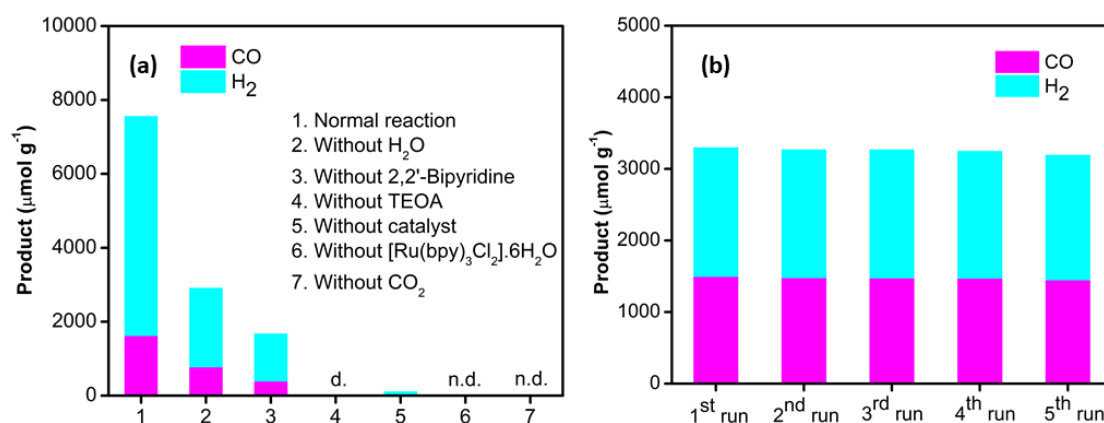 10000
8000
6000
4000
2000
0
Product (μmol g⁻¹)
(a)
CO
H₂
1. Normal reaction
2. Without H₂O
3. Without 2,2'-Bipyridine
4. Without TEOA
5. Without catalyst
6. Without [Ru(bpy)₃Cl₂].6H₂O
7. Without CO₂
d.
n.d.
n.d.
1 2 3 4 5 6 7
5000
4000
3000
2000
1000
0
Product (μmol g⁻¹)
(b)
CO
H₂
1ˢᵗ run 2ⁿᵈ run 3ʳᵈ run 4ᵗʰ run 5ᵗʰ run